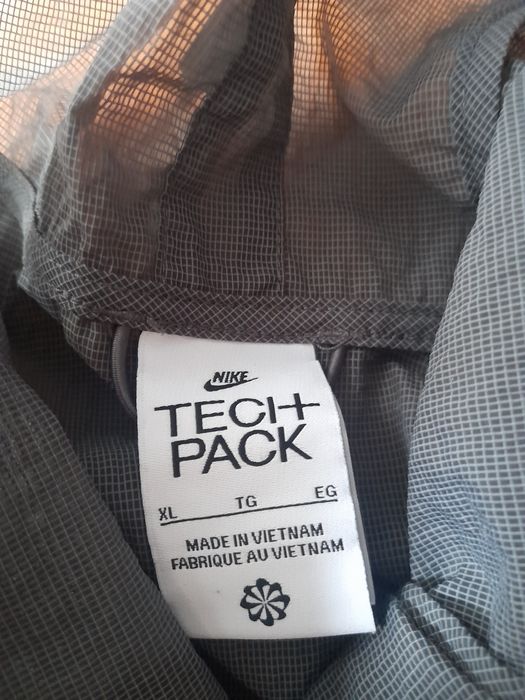 NIKE
TECH
PACK
XL TG EG
MADE IN VIETNAM
FABRIQUE AU VIETNAM